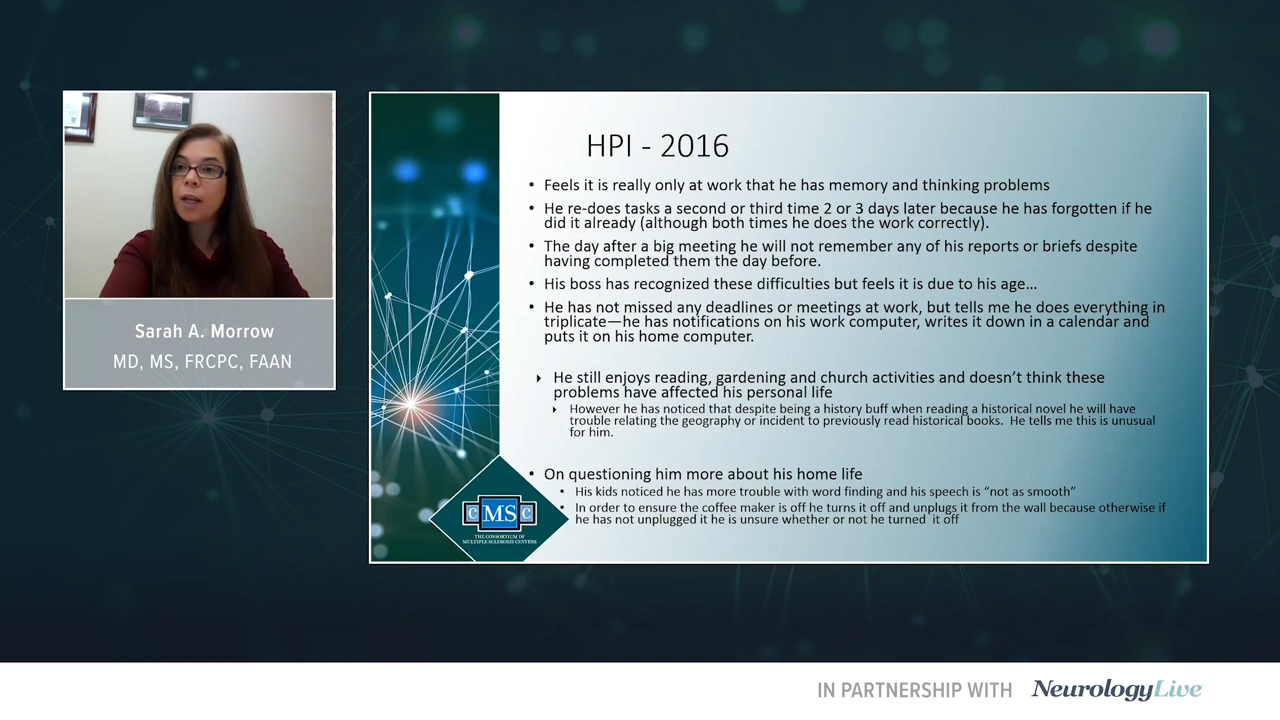 Sarah A. Morrow
MD, MS, FRCPC, FAAN
HPI - 2016
• Feels it is really only at work that he has memory and thinking problems
• He re-does tasks a second or third time 2 or 3 days later because he has forgotten if he
did it already (although both times he does the work correctly).
• The day after a big meeting he will not remember any of his reports or briefs despite
having completed them the day before.
• His boss has recognized these difficulties but feels it is due to his age…
• He has not missed any deadlines or meetings at work, but tells me he does everything in
triplicate—he has notifications on his work computer, writes it down in a calendar and
puts it on his home computer.
He still enjoys reading, gardening and church activities and doesn’t think these
problems have affected his personal life
However he has noticed that despite being a history buff when reading a historical novel he will have
trouble relating the geography or incident to previously read historical books. He tells me this is unusual
for him.
• On questioning him more about his home life
• His kids noticed he has more trouble with word finding and his speech is “not as smooth”
• In order to ensure the coffee maker is off he turns it off and unplugs it from the wall because otherwise if
he has not unplugged it he is unsure whether or not he turned it off
CMSC
THE CONSORTIUM OF
MULTIPLE SCLEROSIS CENTERS
IN PARTNERSHIP WITH NeurologyLive